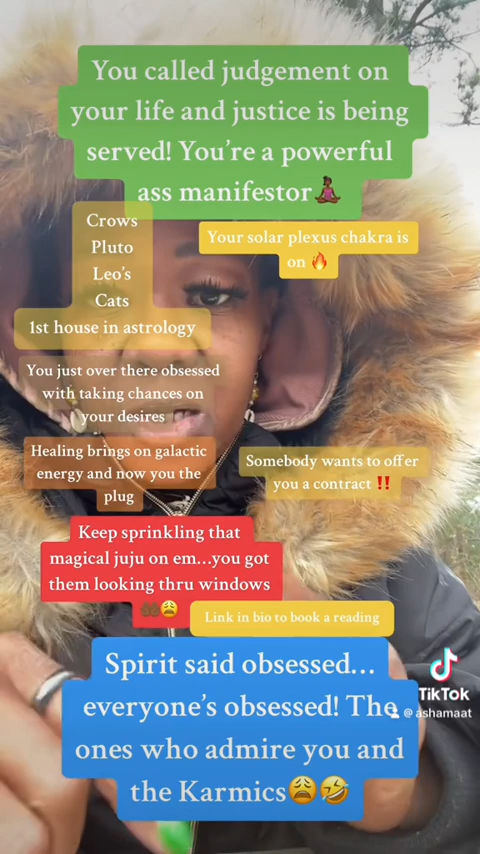 You called judgement on
your life and justice is being
served! You're a powerful
ass manifestor🧘🏾‍♀️
Crows
Pluto
Leo's
Cats
1st house in astrology
Your solar plexus chakra is
on 🔥
You just over there obsessed
with taking chances on
your desires
Healing brings on galactic
energy and now you the
plug
Somebody wants to offer
you a contract ‼️
Keep sprinkling that
magical juju on em...you got
them looking thru windows
😩
Link in bio to book a reading
Spirit said obsessed...
everyone's obsessed! The
ones who admire you and
the Karmics😩🤣
TikTok
@ashamaat